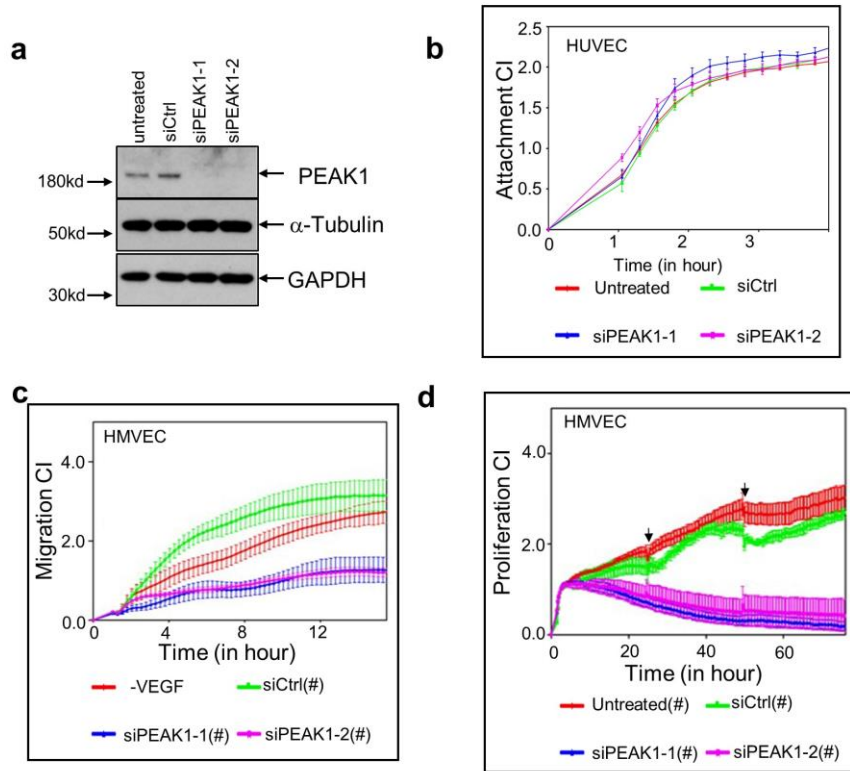 a
untreated
siCtrl
siPEAK1-1
siPEAK1-2
180kd
PEAK1
50kd
α-Tubulin
30kd
GAPDH
b
HUVEC
Attachment CI
2.5
2.0
1.5
1.0
0.5
0.0
0 1 2 3
Time (in hour)
Untreated siCtrl
siPEAK1-1 siPEAK1-2
c
HMVEC
Migration CI
4.0
2.0
0.0
0 4 8 12
Time (in hour)
-VEGF siCtrl(#)
siPEAK1-1(#) siPEAK1-2(#)
d
HMVEC
Proliferation CI
4.0
2.0
0.0
0 20 40 60
Time (in hour)
Untreated(#) siCtrl(#)
siPEAK1-1(#) siPEAK1-2(#)